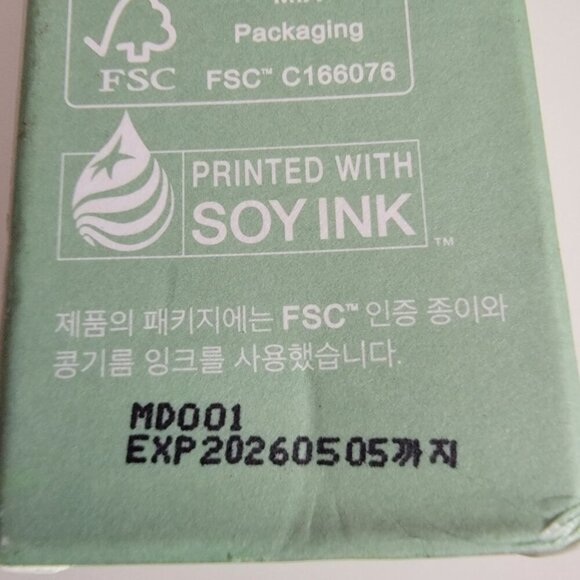 Packaging
FSC
FSC™ C166076
PRINTED WITH
SOY INK™
제품의 패키지에는 FSC™ 인증 종이와
콩기름 잉크를 사용했습니다.
MD001
EXP20260505까지